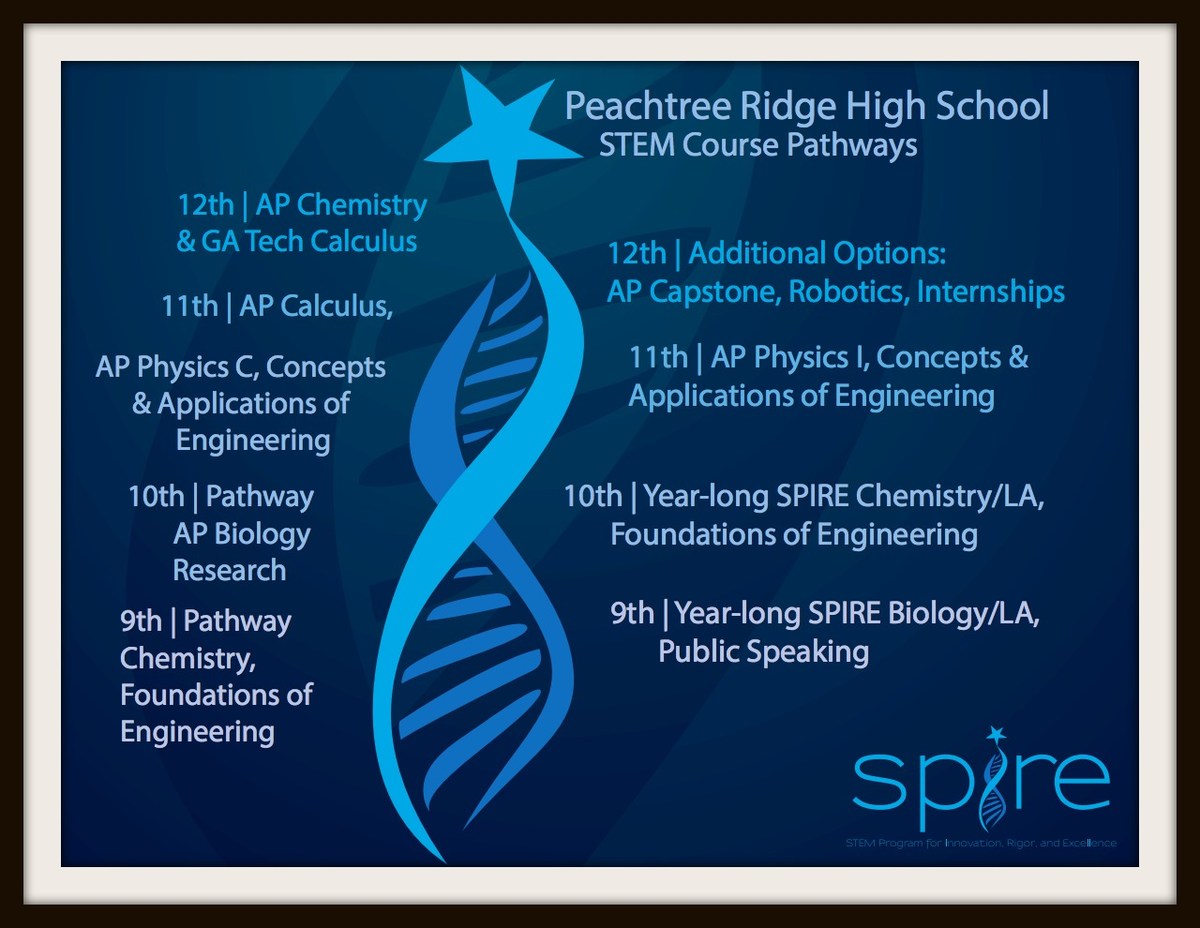 Peachtree Ridge High School
STEM Course Pathways
12th | AP Chemistry
& GA Tech Calculus
11th | AP Calculus,
AP Physics C, Concepts
& Applications of
Engineering
10th | Pathway
AP Biology
Research
9th | Pathway
Chemistry,
Foundations of
Engineering
12th | Additional Options:
AP Capstone, Robotics, Internships
11th | AP Physics I, Concepts &
Applications of Engineering
10th | Year-long SPIRE Chemistry/LA,
Foundations of Engineering
9th | Year-long SPIRE Biology/LA,
Public Speaking
spire
STEM Program for Innovation, Rigor, and Excellence